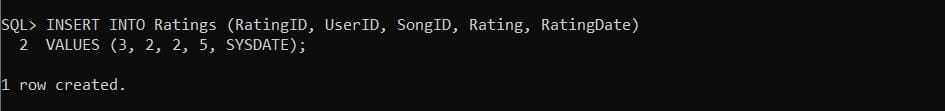 SQL> INSERT INTO Ratings (RatingID, UserID, SongID, Rating, RatingDate)
  2  VALUES (3, 2, 2, 5, SYSDATE);
1 row created.